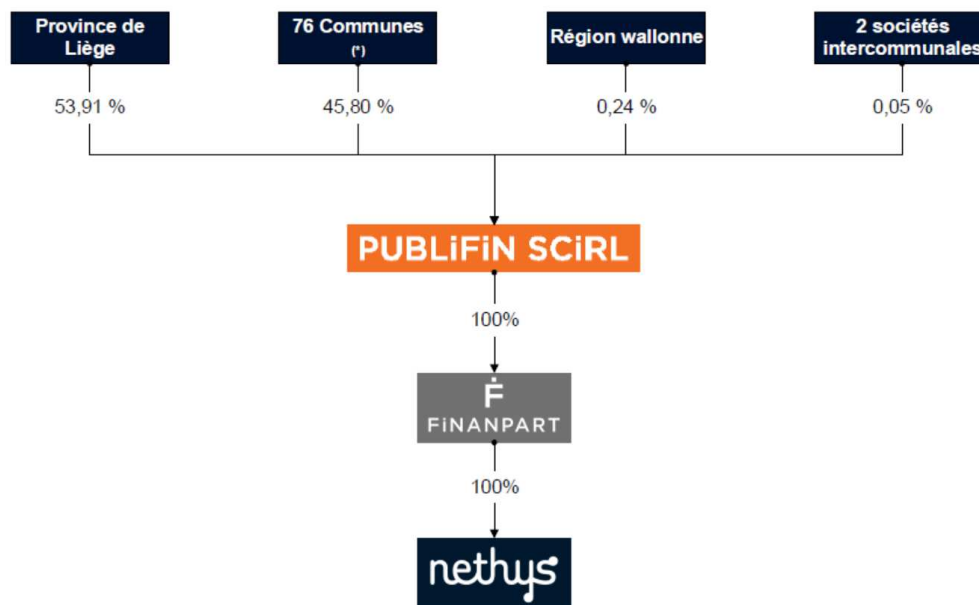 Province de
Liège
76 Communes
(*)
Région wallonne
2 sociétés
intercommunales
53,91 %
45,80 %
0,24 %
0,05 %
PUBLiFiN SCiRL
100%
F
FiNANPART
100%
nethys